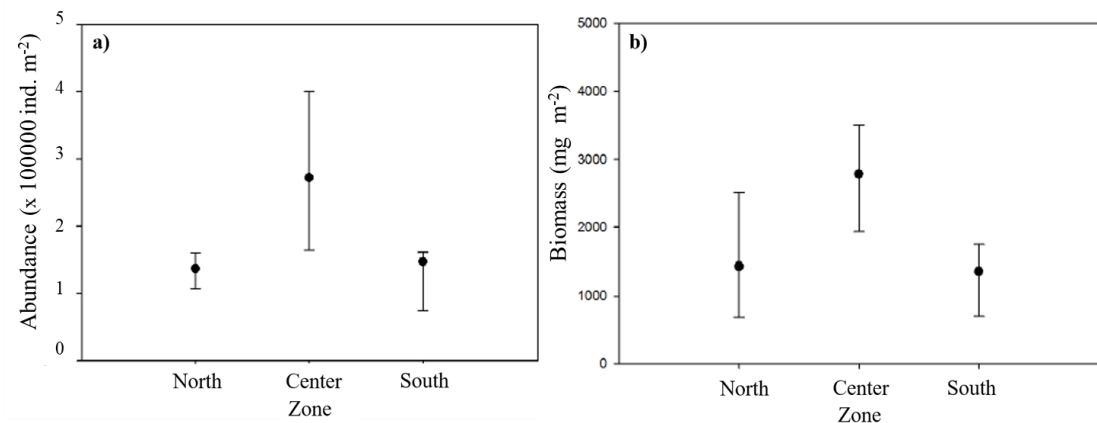 a)
Abundance (x 100000 ind. m-2)
5
4
3
2
1
0
North Center South
Zone
b)
Biomass (mg m-2)
5000
4000
3000
2000
1000
0
North Center South
Zone